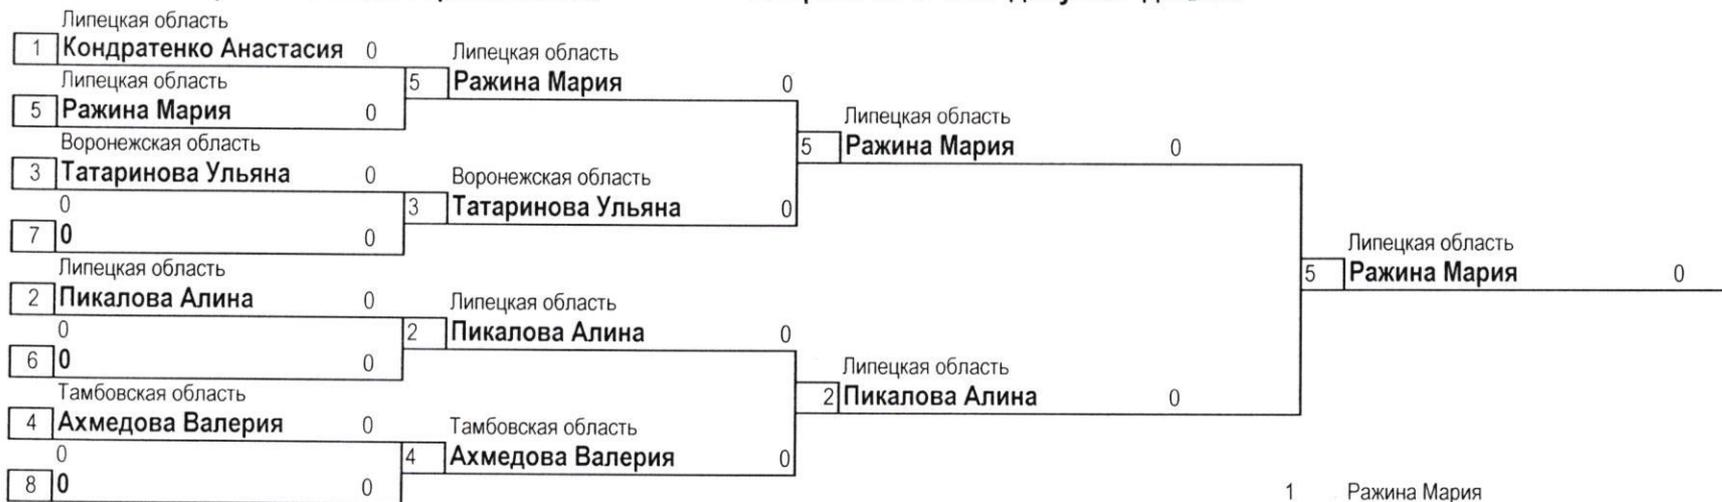 Липецкая область
1 Кондратенко Анастасия 0
Липецкая область
5 Ражина Мария 0
Воронежская область
3 Татаринова Ульяна 0
0
7 0 0
Липецкая область
2 Пикалова Алина 0
0
6 0 0
Тамбовская область
4 Ахмедова Валерия 0
0
8 0 0
Липецкая область
5 Ражина Мария 0
Воронежская область
3 Татаринова Ульяна 0
Липецкая область
2 Пикалова Алина 0
Тамбовская область
4 Ахмедова Валерия 0
Липецкая область
5 Ражина Мария 0
Липецкая область
2 Пикалова Алина 0
Липецкая область
5 Ражина Мария 0
1 Ражина Мария